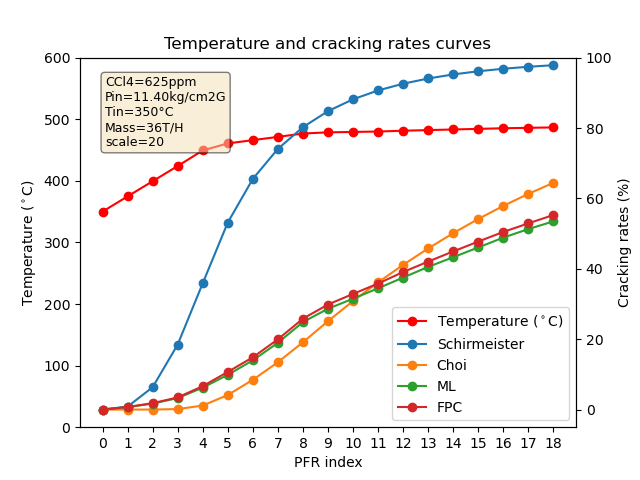 Temperature and cracking rates curves
CCl4=625ppm
Pin=11.40kg/cm2G
Tin=350°C
Mass=36T/H
scale=20
600
500
400
300
200
100
0
Temperature (°C)
100
80
60
40
20
0
Cracking rates (%)
Temperature (°C)
Schirmeister
Choi
ML
FPC
0 1 2 3 4 5 6 7 8 9 10 11 12 13 14 15 16 17 18
PFR index